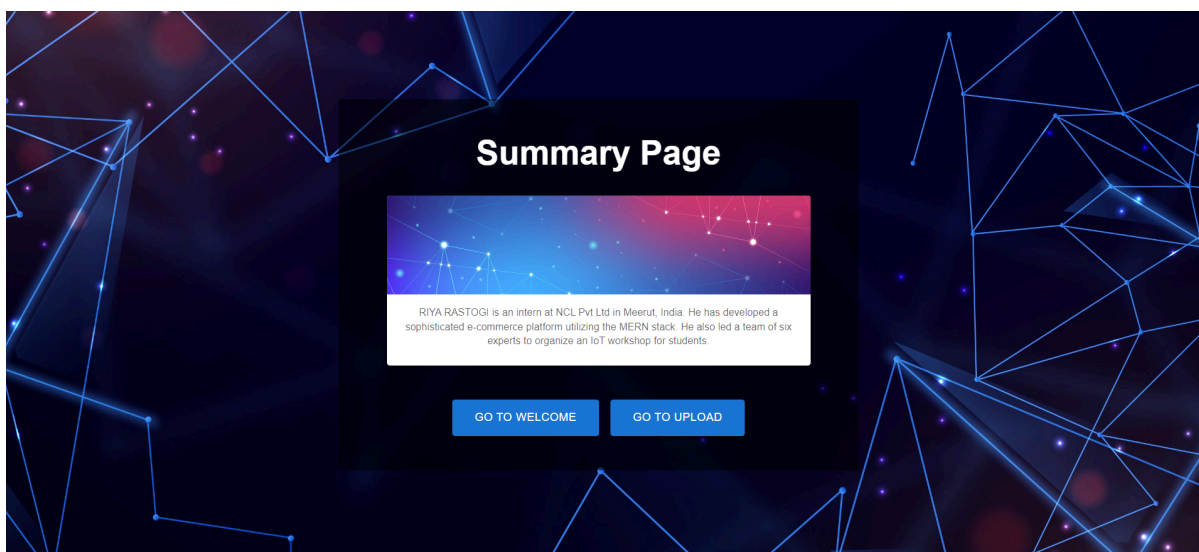 Summary Page
RIYA RASTOGI is an intern at NCL Pvt Ltd in Meerut, India. He has developed a
sophisticated e-commerce platform utilizing the MERN stack. He also led a team of six
experts to organize an IoT workshop for students.
GO TO WELCOME
GO TO UPLOAD